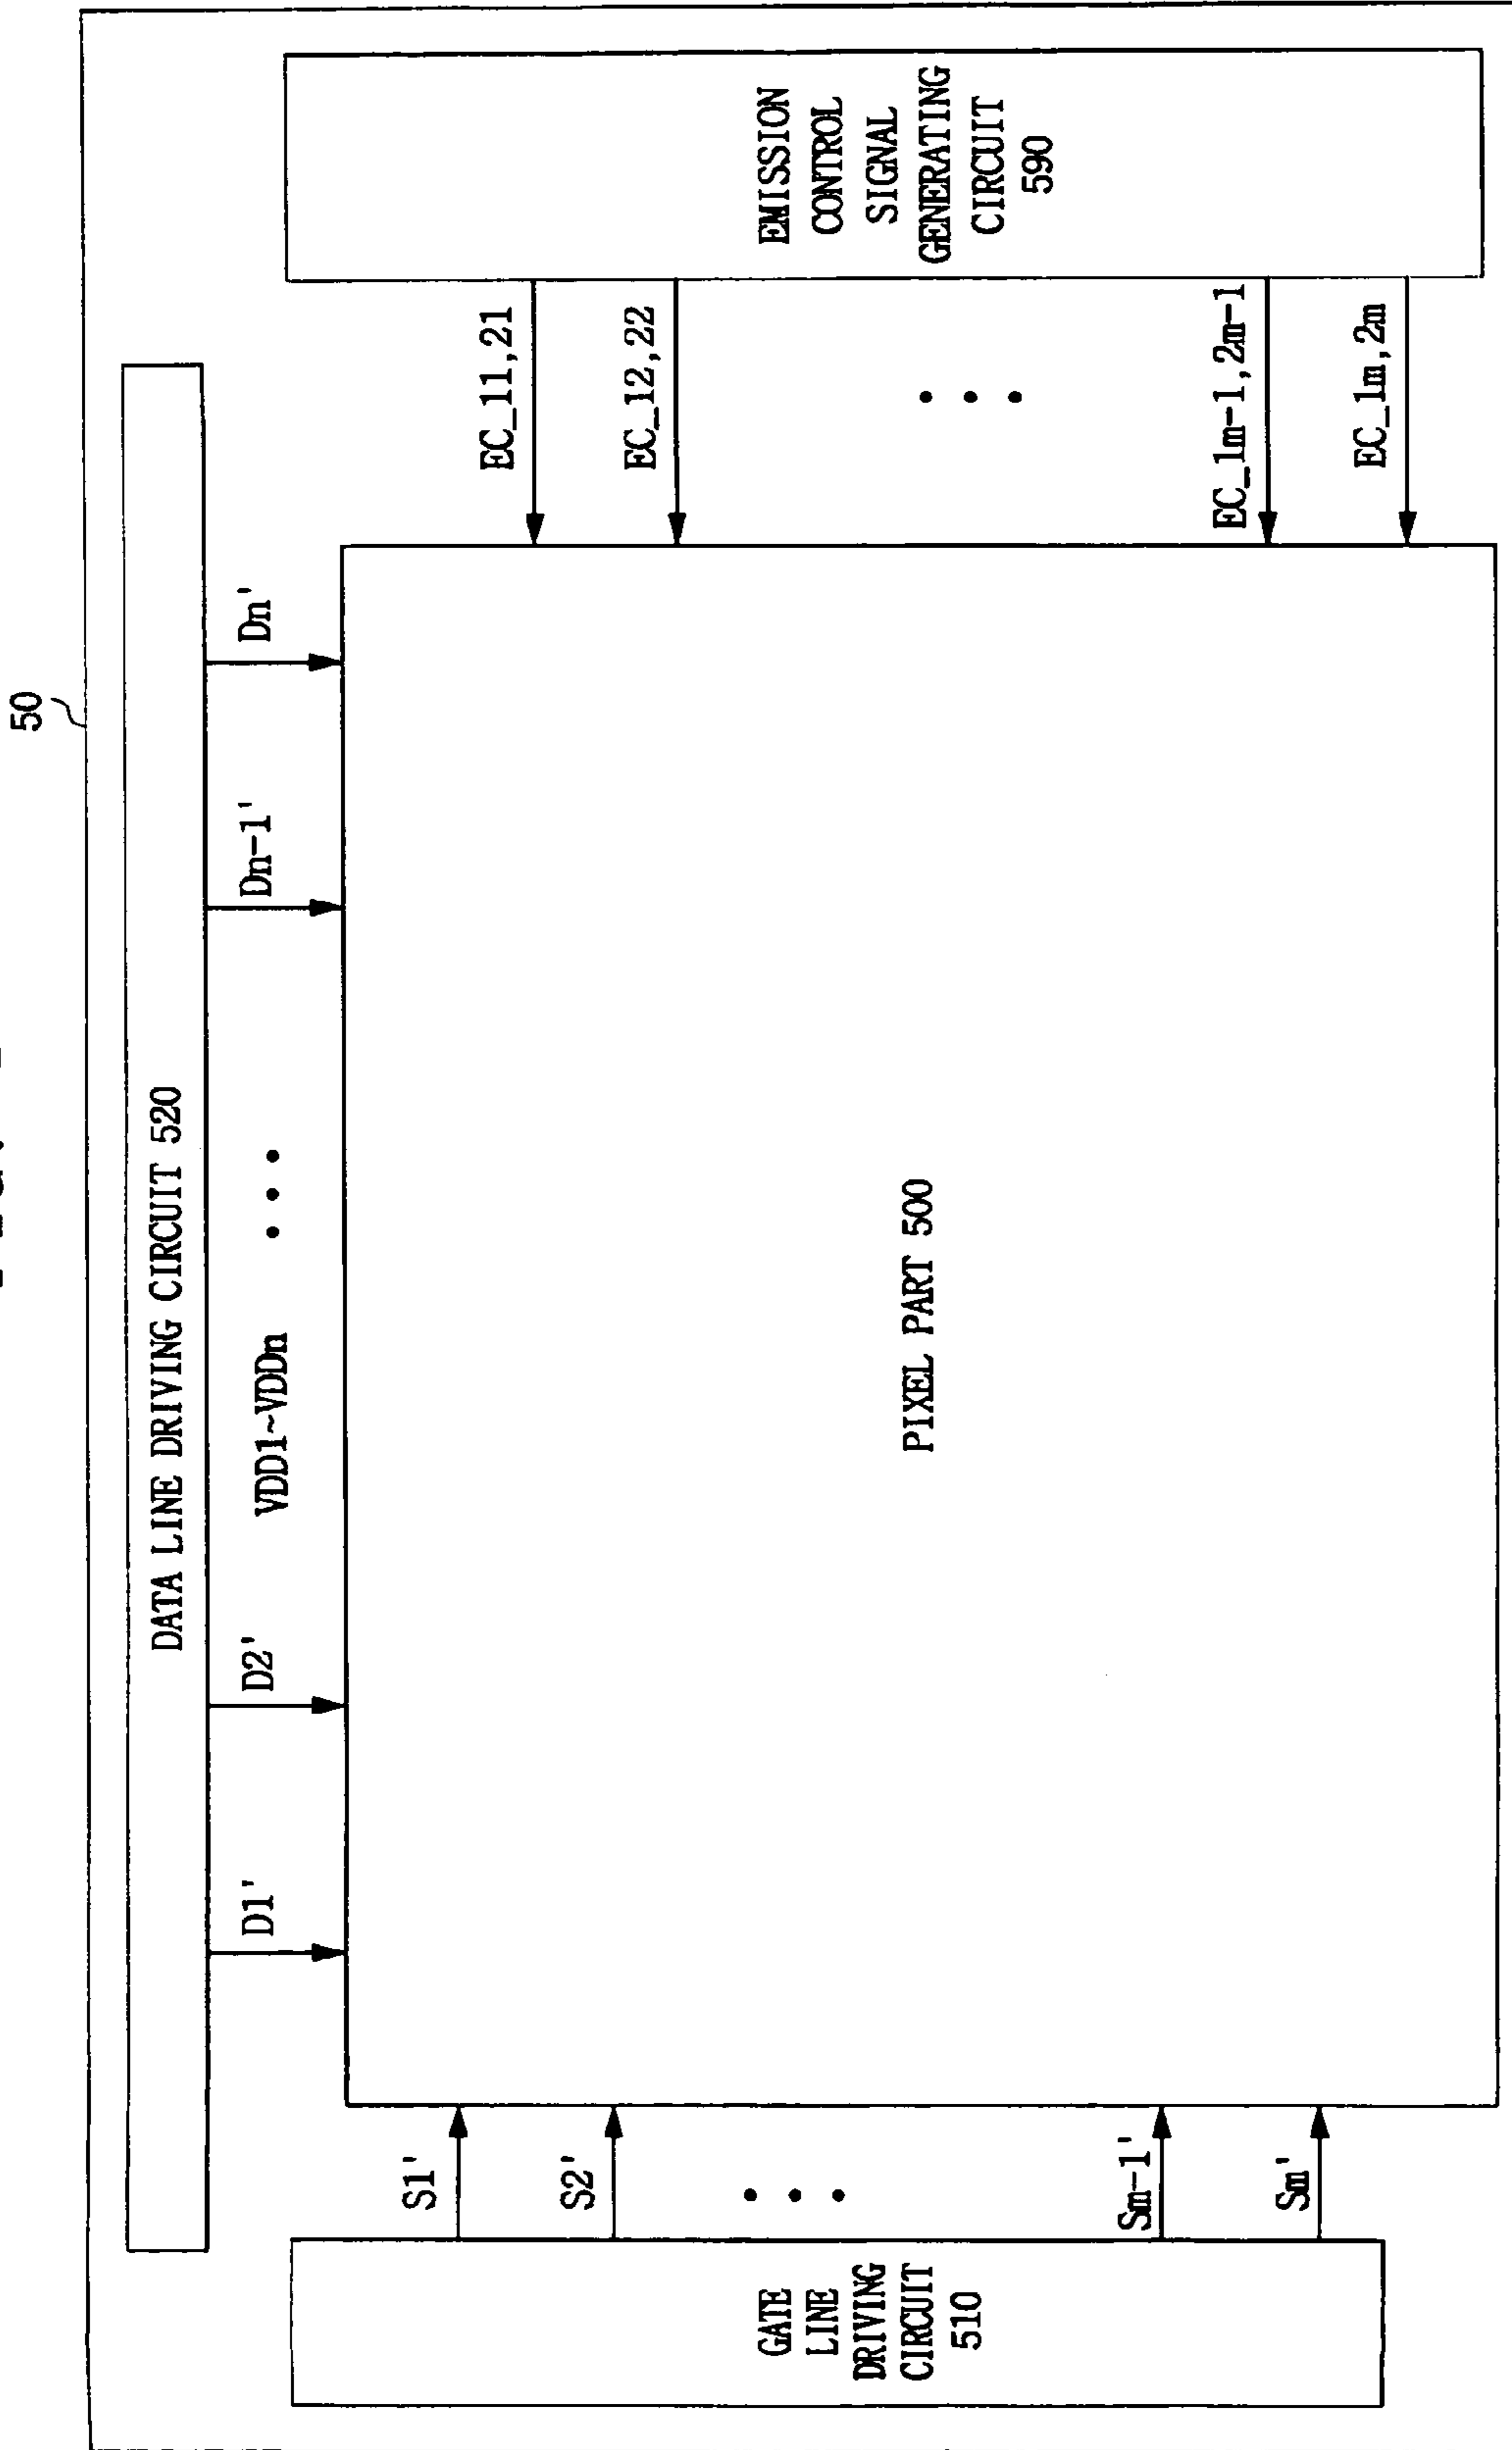 50
DATA LINE DRIVING CIRCUIT 520
D1'
D2'
VDD1~VDDn
Dn-1'
Dn'
GATE
LINE
DRIVING
CIRCUIT
510
S1'
S2'
Sm-1'
Sm'
PIXEL PART 500
EC_11,21
EC_12,22
EC_1m-1,2m-1
EC_1m,2m
EMISSION
CONTROL
SIGNAL
GENERATING
CIRCUIT
590